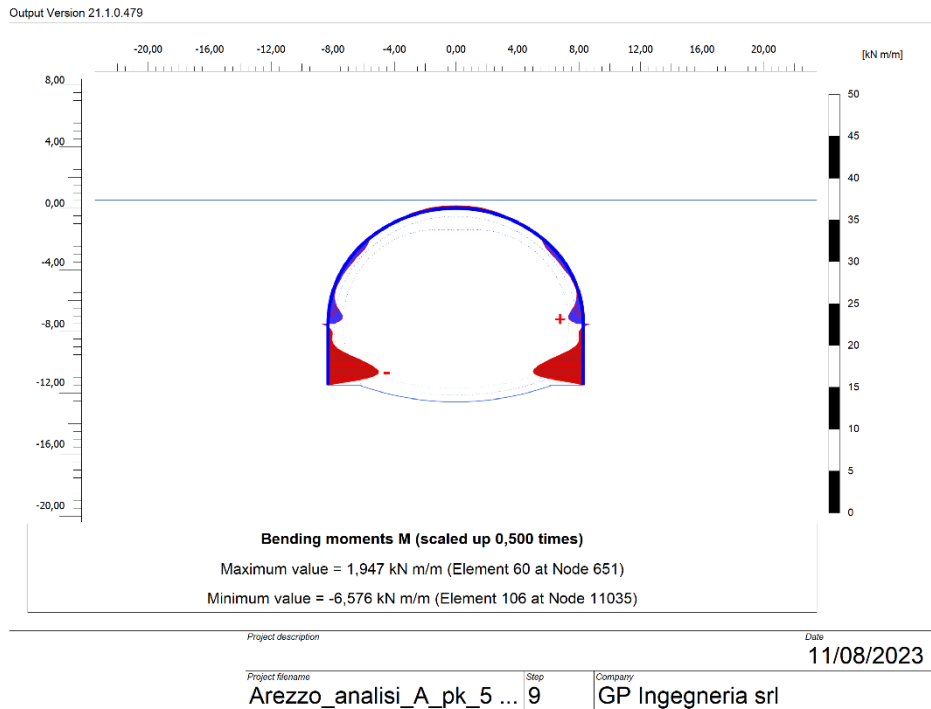 Output Version 21.1.0.479
-20,00 -16,00 -12,00 -8,00 -4,00 0,00 4,00 8,00 12,00 16,00 20,00
[kN m/m]
8,00
4,00
0,00
-4,00
-8,00
-12,00
-16,00
-20,00
+
-
50
45
40
35
30
25
20
15
10
5
0
Bending moments M (scaled up 0,500 times)
Maximum value = 1,947 kN m/m (Element 60 at Node 651)
Minimum value = -6,576 kN m/m (Element 106 at Node 11035)
Project description
Date
11/08/2023
Project filename
Step
Company
Arezzo_analisi_A_pk_5 ... 9 GP Ingegneria srl